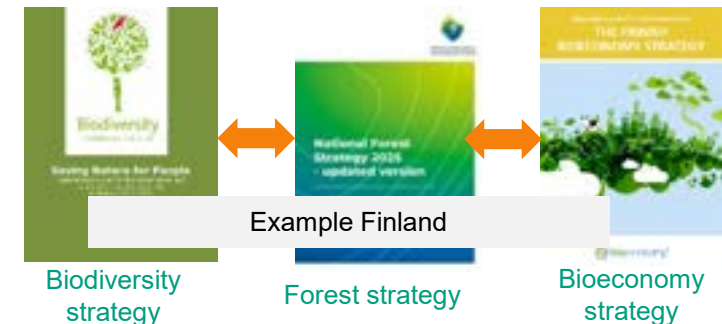 THE FINNISH
BIOECONOMY STRATEGY
Biodiversity
Saving Nature for People
National Forest
Strategy 2025
- updated version
Example Finland
Biodiversity
strategy
Forest strategy
Bioeconomy
strategy